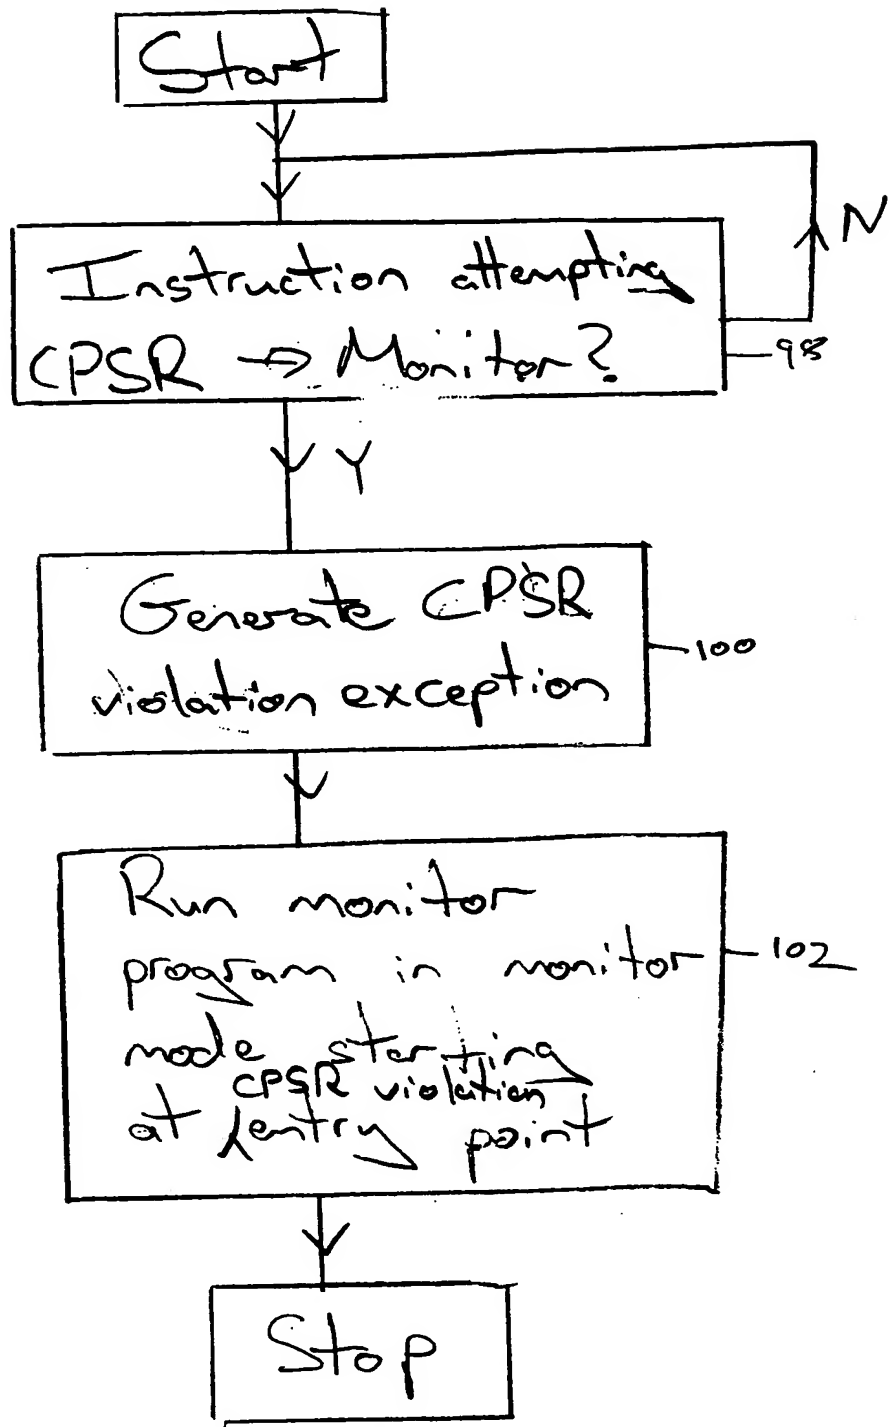 Start
N
Instruction attempting
CPSR → Monitor?
98
Y
Generate CPSR
violation exception
100
Run monitor
program in monitor
102
mode starting
CPSR violation
at entry point
Stop